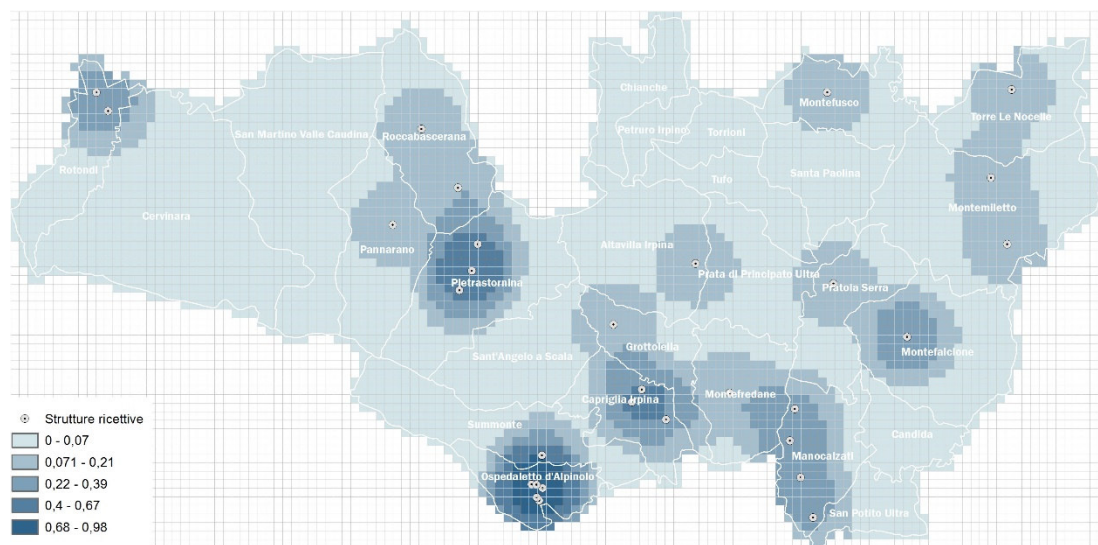 Chianche
Montefusco
Torre Le Nocelle
San Martino Valle Caudina
Roccabascerana
Petruro Irpino
Torrioni
Rotondi
Tufo
Santa Paolina
Cervinara
Montemiletto
Pannarano
Altavilla Irpina
Prata di Principato Ultra
Pietrastornina
Pratola Serra
Grottolella
Montefalcione
Sant'Angelo a Scala
Capriglia Irpina
Montefredane
Summonte
Candida
Manocalzati
Ospedaletto d'Alpinolo
San Potito Ultra
Strutture ricettive
0 - 0,07
0,071 - 0,21
0,22 - 0,39
0,4 - 0,67
0,68 - 0,98